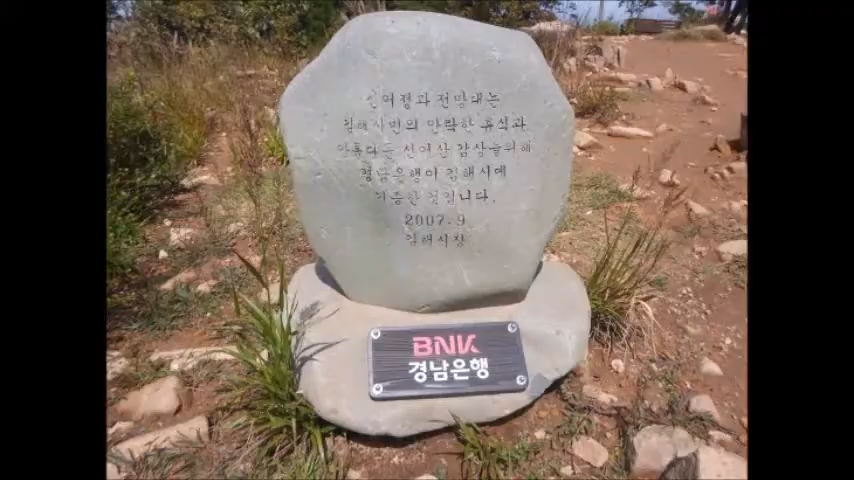 신어정과 전망대는
김해시민의 안락한 휴식과
아름다운 신어산 감상을위해
경남은행이 김해시에
기증한 것입니다.
2007.9
김해시장
BNK
경남은행